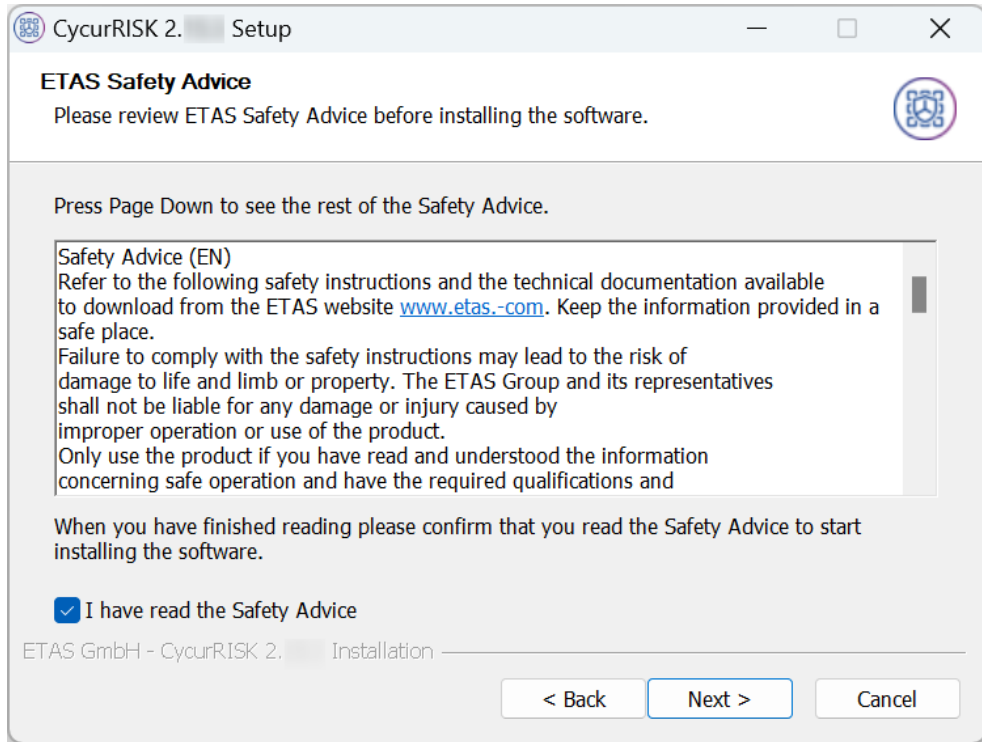 CycurRISK 2. Setup
ETAS Safety Advice
Please review ETAS Safety Advice before installing the software.
Press Page Down to see the rest of the Safety Advice.
Safety Advice (EN)
Refer to the following safety instructions and the technical documentation available
to download from the ETAS website www.etas.-com. Keep the information provided in a
safe place.
Failure to comply with the safety instructions may lead to the risk of
damage to life and limb or property. The ETAS Group and its representatives
shall not be liable for any damage or injury caused by
improper operation or use of the product.
Only use the product if you have read and understood the information
concerning safe operation and have the required qualifications and
When you have finished reading please confirm that you read the Safety Advice to start
installing the software.
I have read the Safety Advice
ETAS GmbH - CycurRISK 2. Installation
< Back Next > Cancel